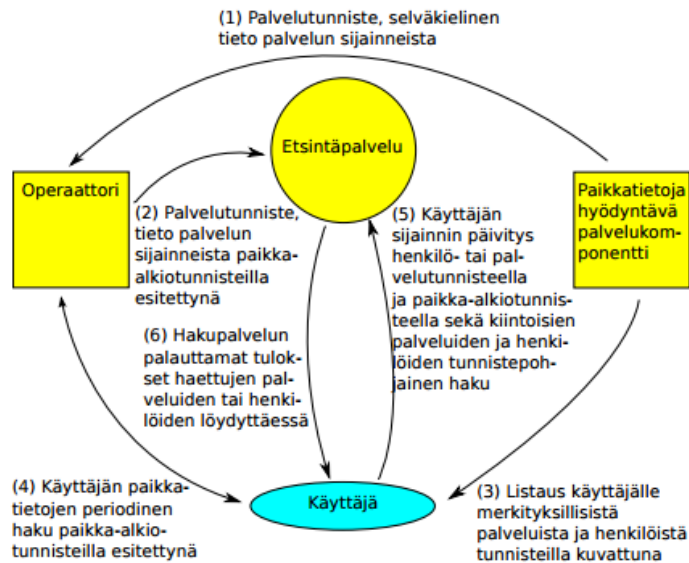 (1) Palvelutunniste, selväkielinen
tieto palvelun sijainneista
Etsintäpalvelu
Operaattori
Paikkatietoja
hyödyntävä
palvelukom-
ponentti
(2) Palvelutunniste,
tieto palvelun
sijainneista paikka-
alkiotunnisteilla
esitettynä
(5) Käyttäjän
sijainnin päivitys
henkilö- tai pal-
velutunnisteella
ja paikka-alkiotunnis-
teella sekä kiintoisien
palveluiden ja henki-
löiden tunnistepoh-
jainen haku
(6) Hakupalvelun
palauttamat tulok-
set haettujen pal-
veluiden tai henki-
löiden löydyttäessä
(4) Käyttäjän paikka-
tietojen periodinen
haku paikka-alkio-
tunnisteilla esitettynä
Käyttäjä
(3) Listaus käyttäjälle
merkityksillisistä
palveluista ja henkilöistä
tunnisteilla kuvattuna